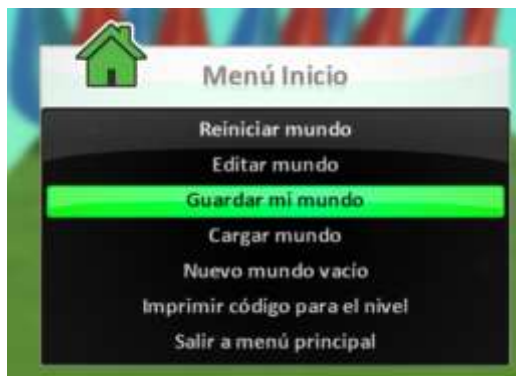 Menú Inicio
Reiniciar mundo
Editar mundo
Guardar mi mundo
Cargar mundo
Nuevo mundo vacío
Imprimir código para el nivel
Salir a menú principal